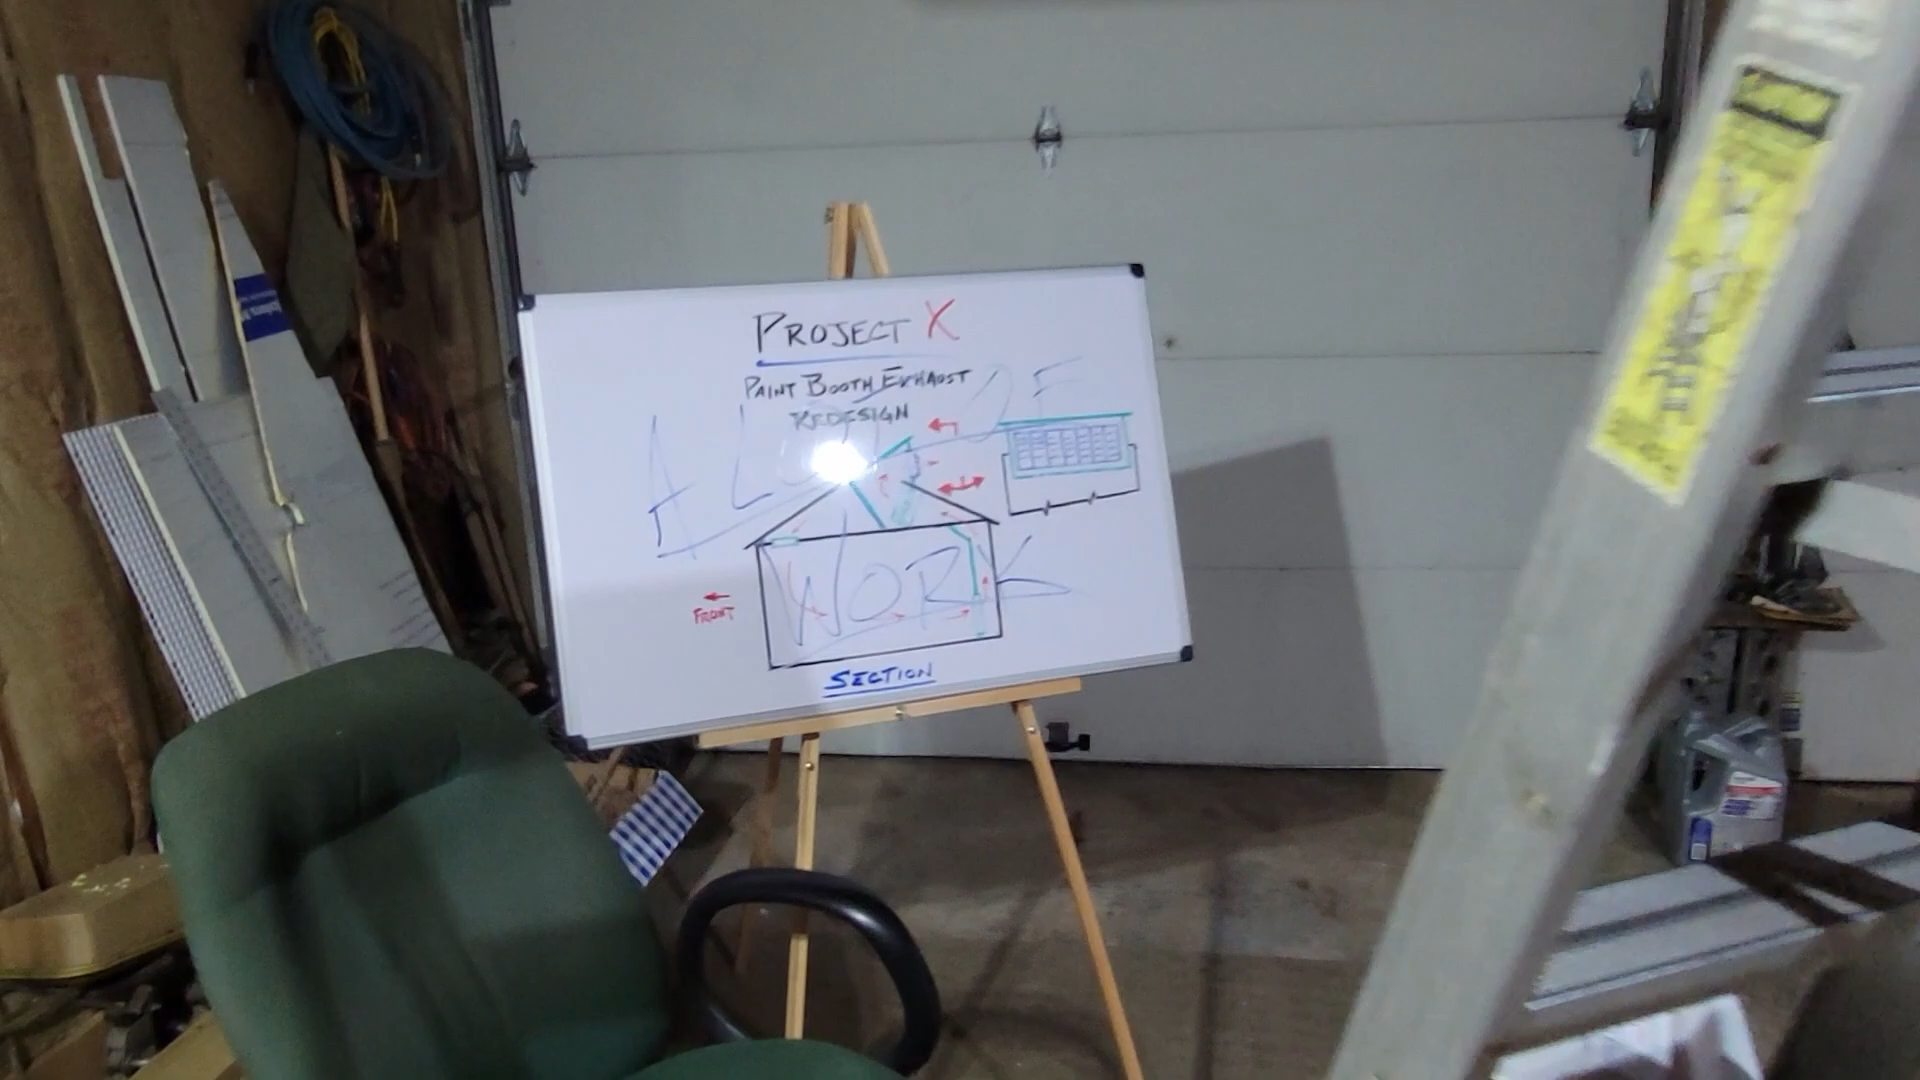 PROJECT X
PAINT BOOTH EXHAUST
REDESIGN
A LOT OF
WORK
FRONT
SECTION